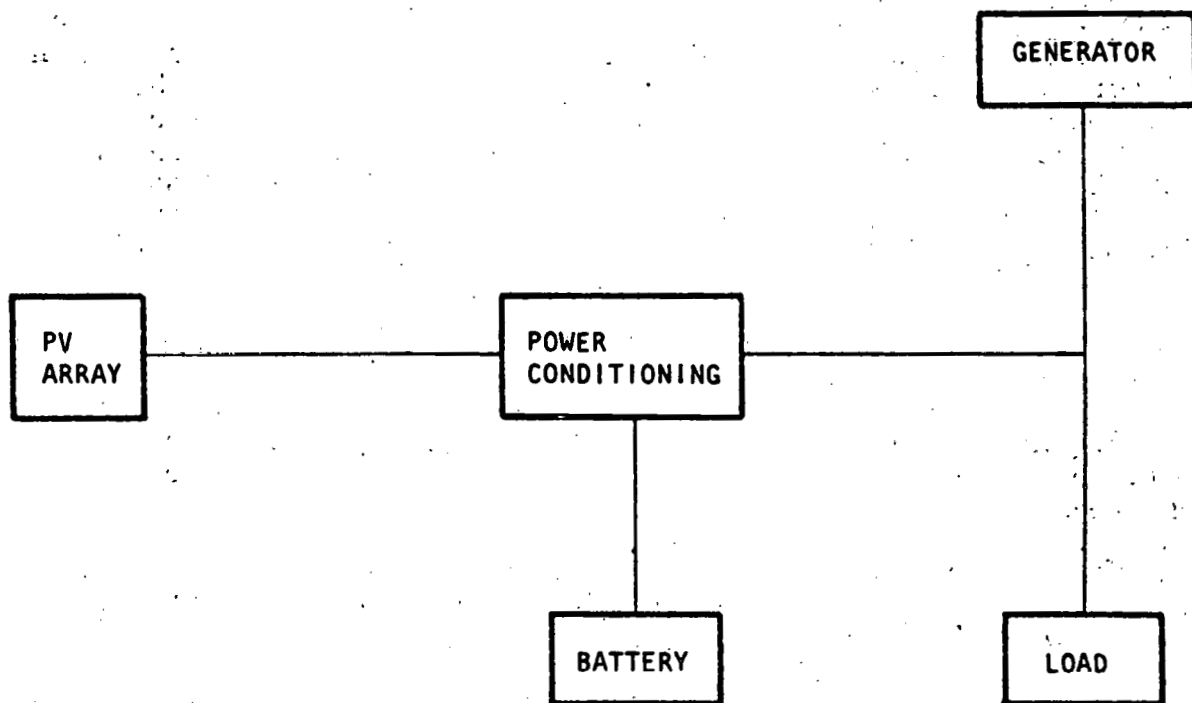 GENERATOR
PV
ARRAY
POWER
CONDITIONING
BATTERY
LOAD